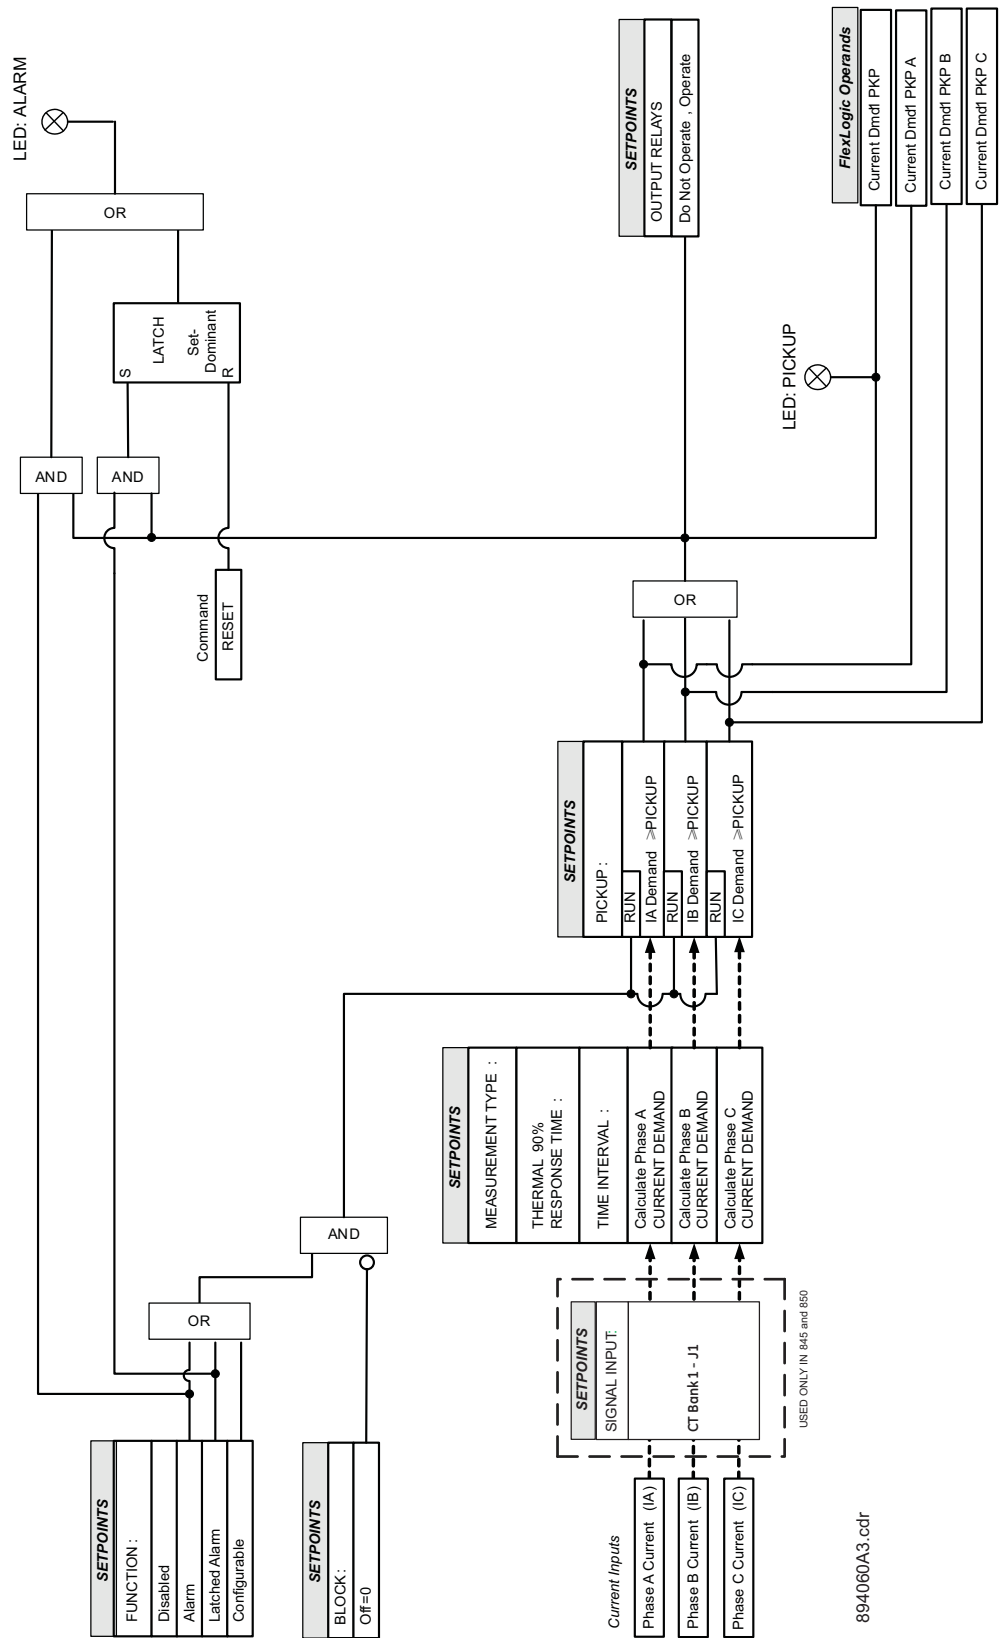 SETPOINTS
FUNCTION :
Disabled
Alarm
Latched Alarm
Configurable
SETPOINTS
BLOCK :
Off=0
Current Inputs
Phase A Current (IA)
Phase B Current (IB)
Phase C Current (IC)
SETPOINTS
SIGNAL INPUT:
CT Bank 1 - J1
USED ONLY IN 845 and 850
OR
AND
SETPOINTS
MEASUREMENT TYPE :
THERMAL 90%
RESPONSE TIME :
TIME INTERVAL :
Calculate Phase A
CURRENT DEMAND
Calculate Phase B
CURRENT DEMAND
Calculate Phase C
CURRENT DEMAND
SETPOINTS
PICKUP :
RUN
IA Demand ≥PICKUP
RUN
IB Demand ≥PICKUP
RUN
IC Demand ≥PICKUP
OR
Command
RESET
AND
AND
S
LATCH
Set-
Dominant
R
OR
LED: ALARM
SETPOINTS
OUTPUT RELAYS
Do Not Operate , Operate
LED: PICKUP
FlexLogic Operands
Current Dmd1 PKP
Current Dmd1 PKP A
Current Dmd1 PKP B
Current Dmd1 PKP C
894060A3.cdr